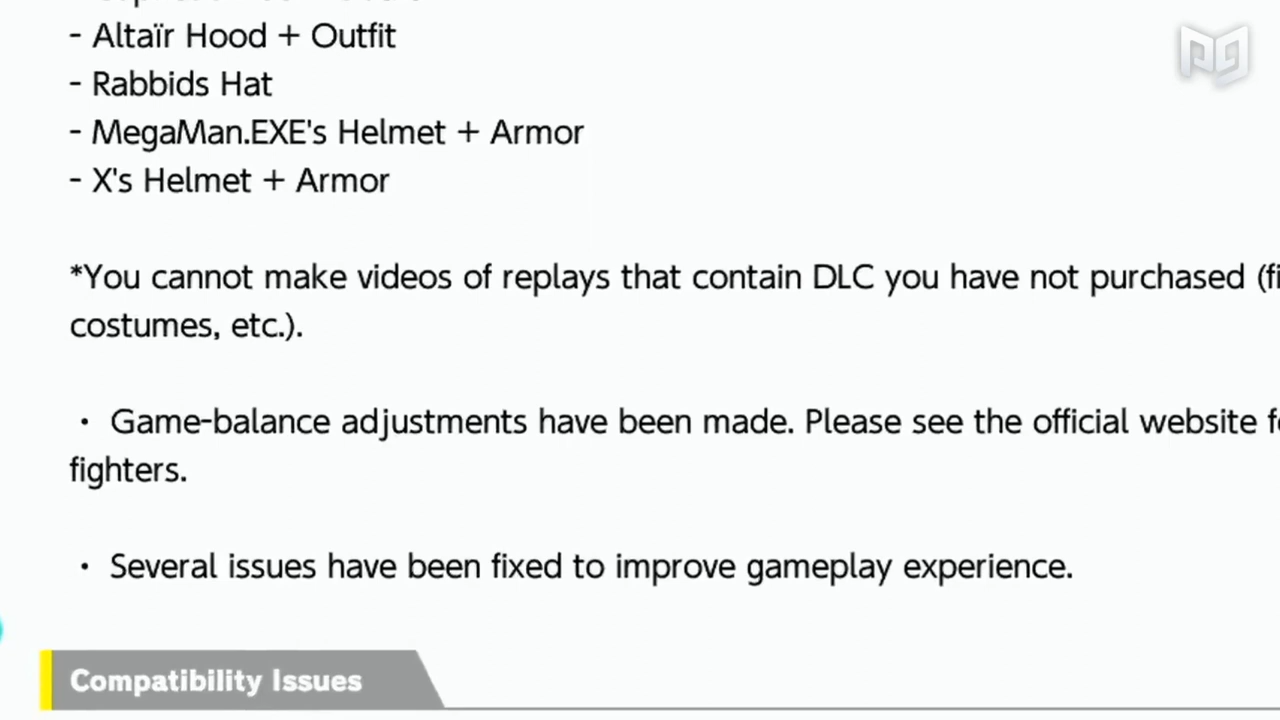 - Altaïr Hood + Outfit
- Rabbids Hat
- MegaMan.EXE's Helmet + Armor
- X's Helmet + Armor
*You cannot make videos of replays that contain DLC you have not purchased
costumes, etc.).
・ Game-balance adjustments have been made. Please see the official website
fighters.
・ Several issues have been fixed to improve gameplay experience.
Compatibility Issues